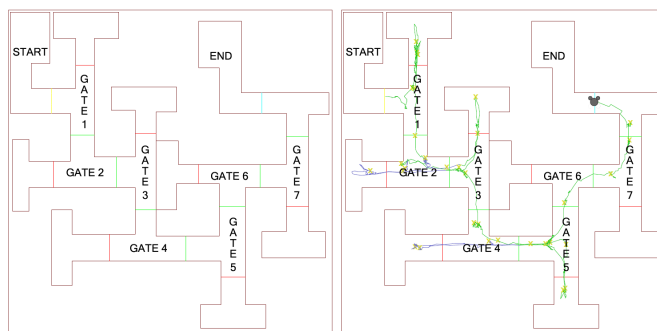 START
END
GATE 1
GATE 2
GATE 3
GATE 6
GATE 7
GATE 4
GATE 5
END
START
GATE 1
GATE 2
GATE 3
GATE 6
GATE 7
GATE 4
GATE 5